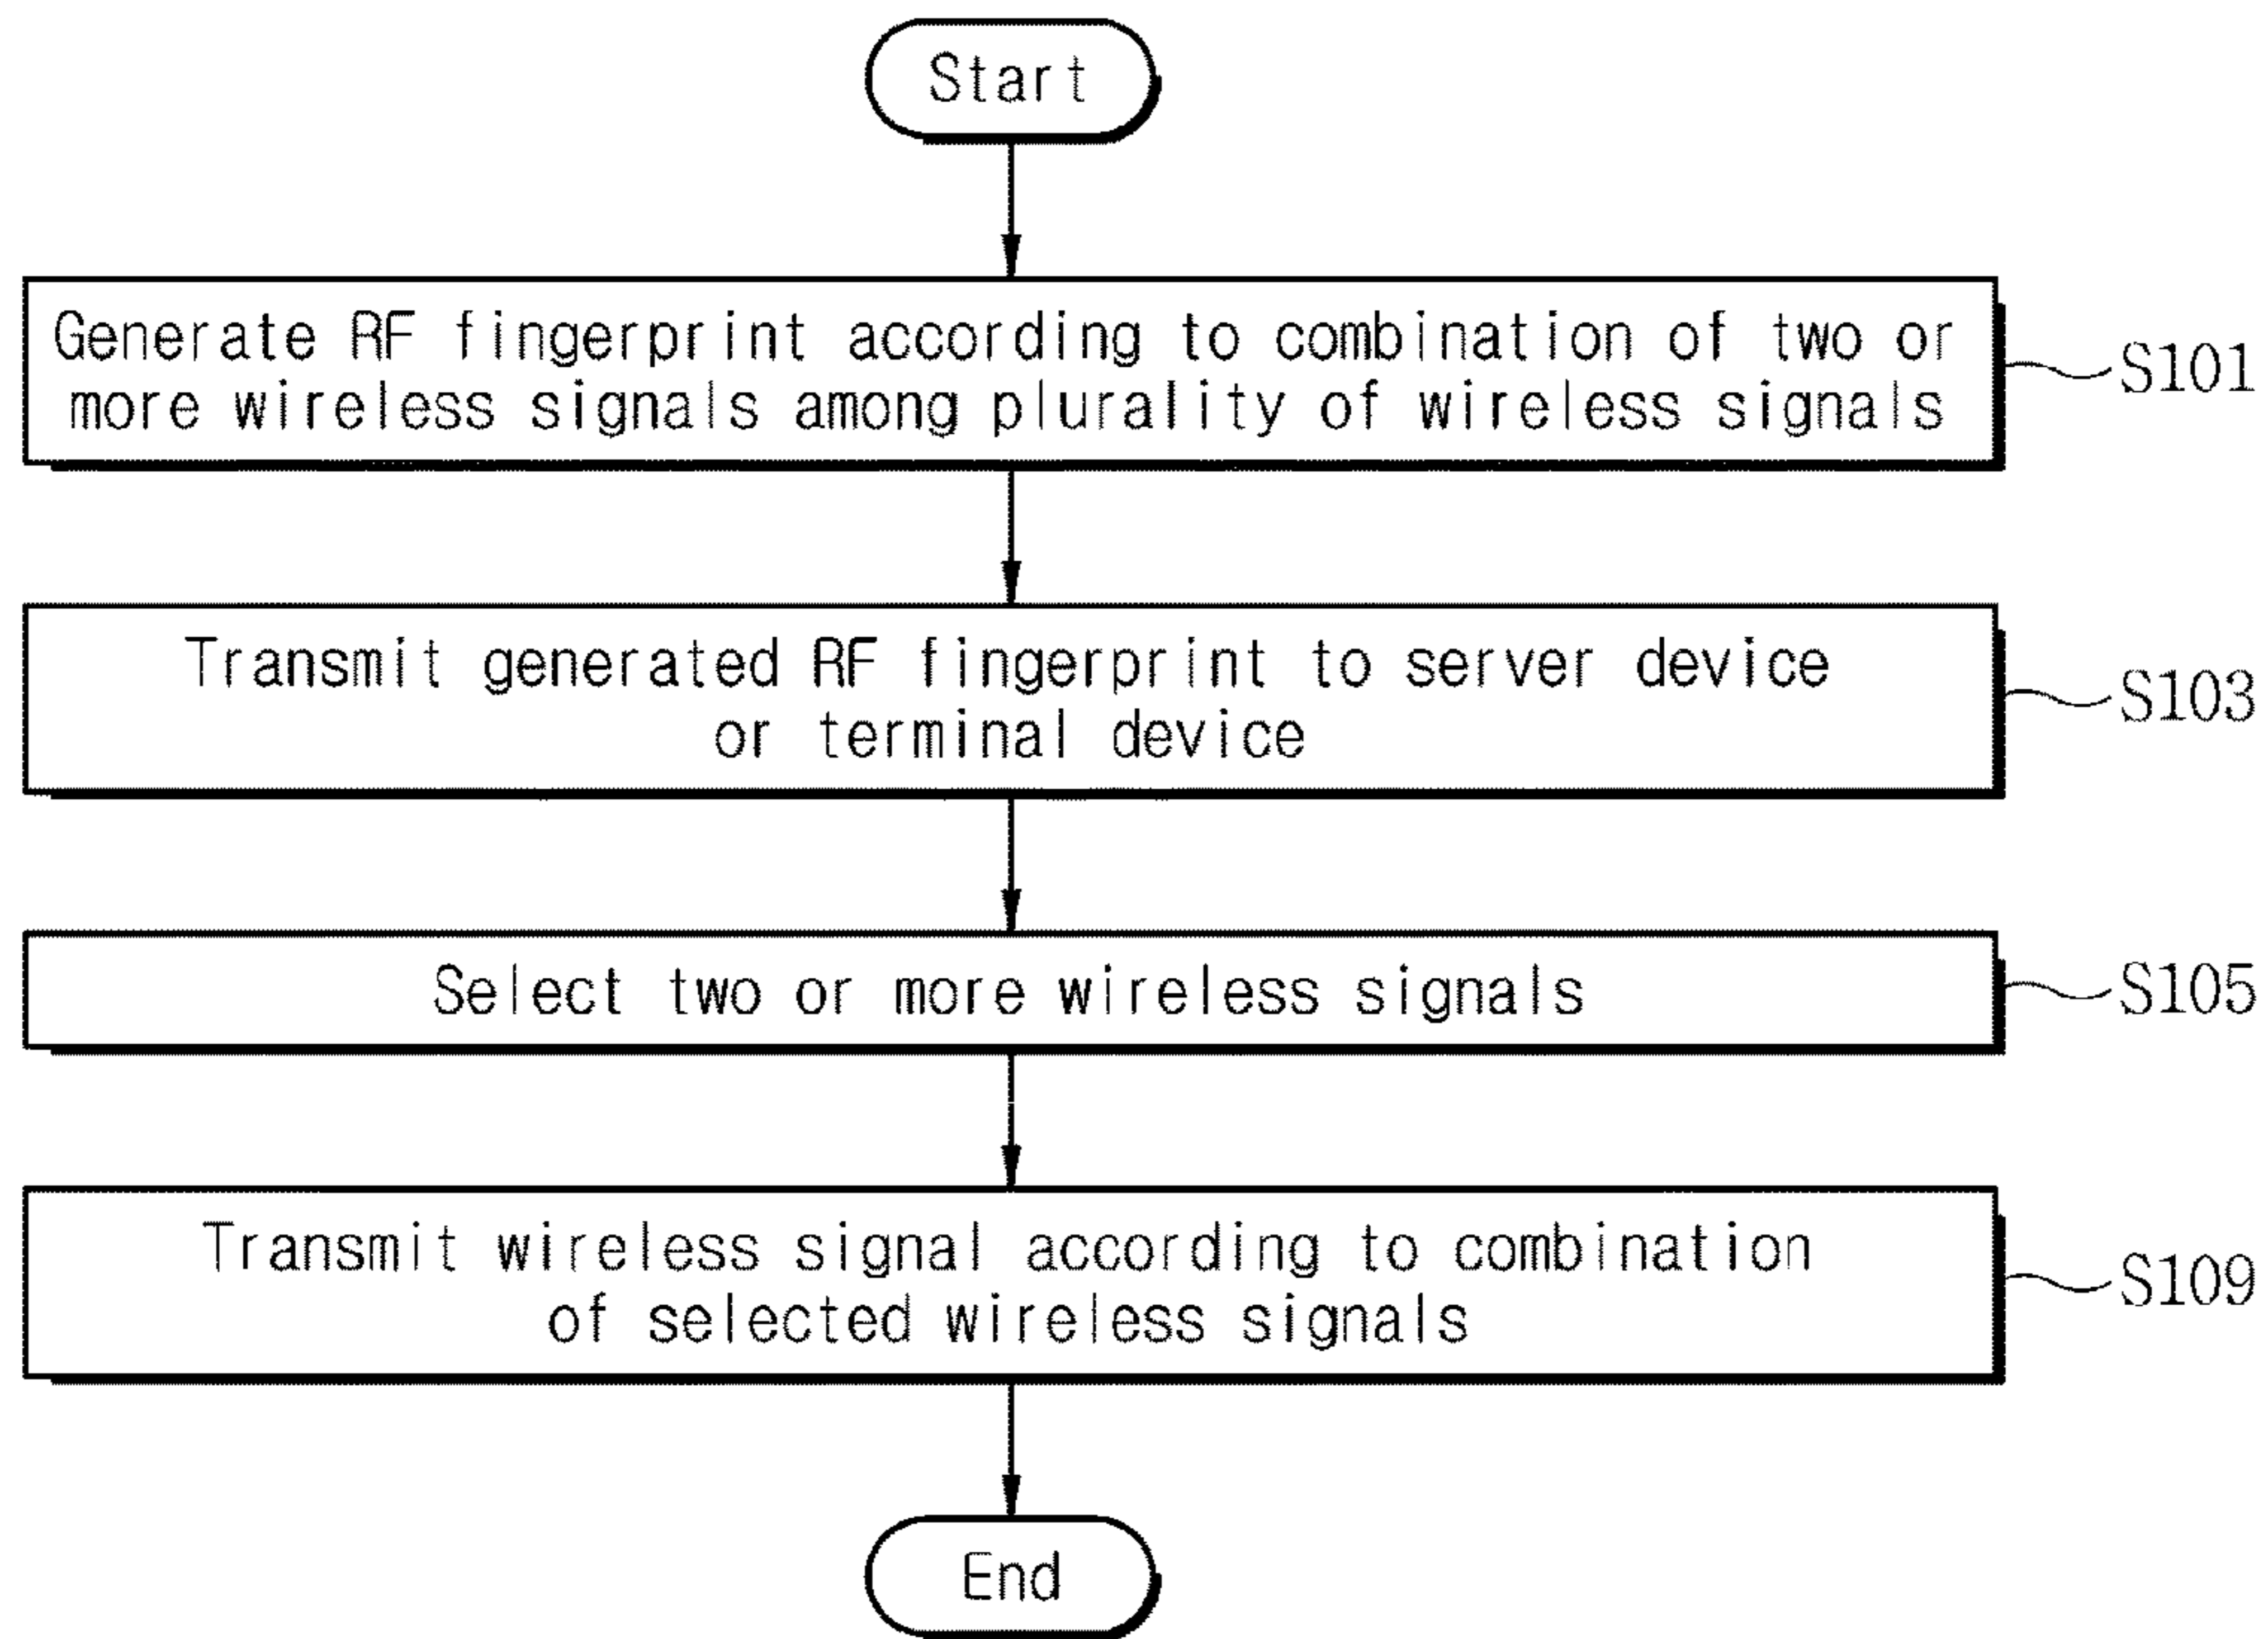 Start
Generate RF fingerprint according to combination of two or
more wireless signals among plurality of wireless signals
S101
Transmit generated RF fingerprint to server device
or terminal device
S103
Select two or more wireless signals
S105
Transmit wireless signal according to combination
of selected wireless signals
S109
End